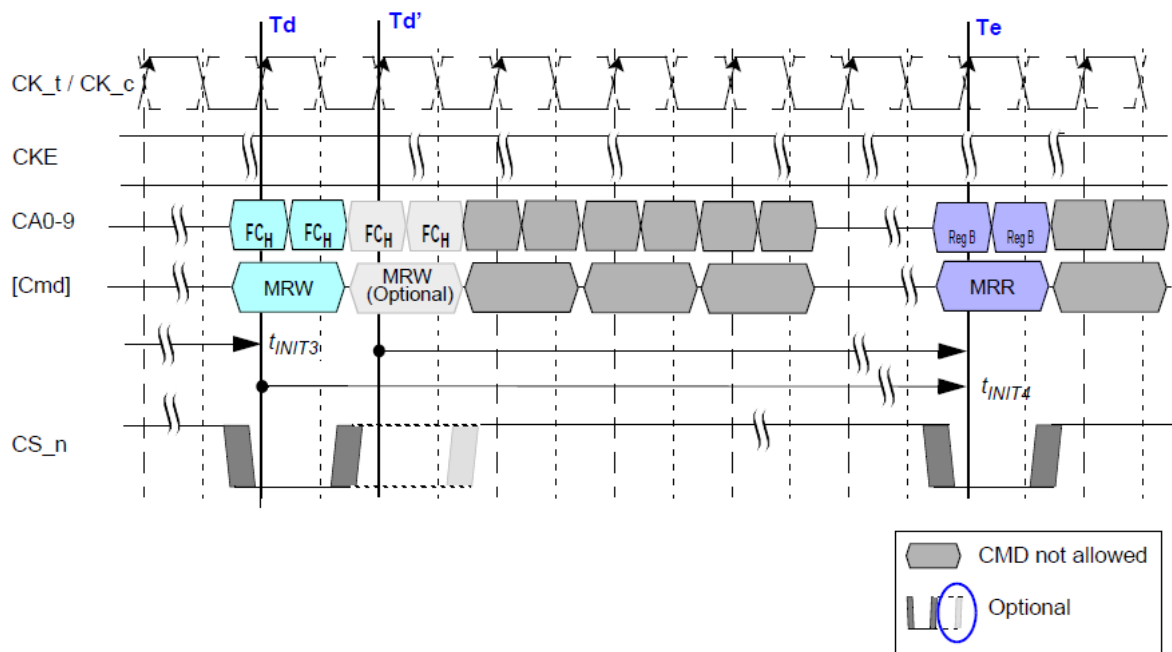 Td Td’ Te
CK_t / CK_c
CKE
CA0-9 FCH FCH FCH FCH Reg B Reg B
[Cmd] MRW MRW (Optional) MRR
tINIT3
tINIT4
CS_n
CMD not allowed
Optional